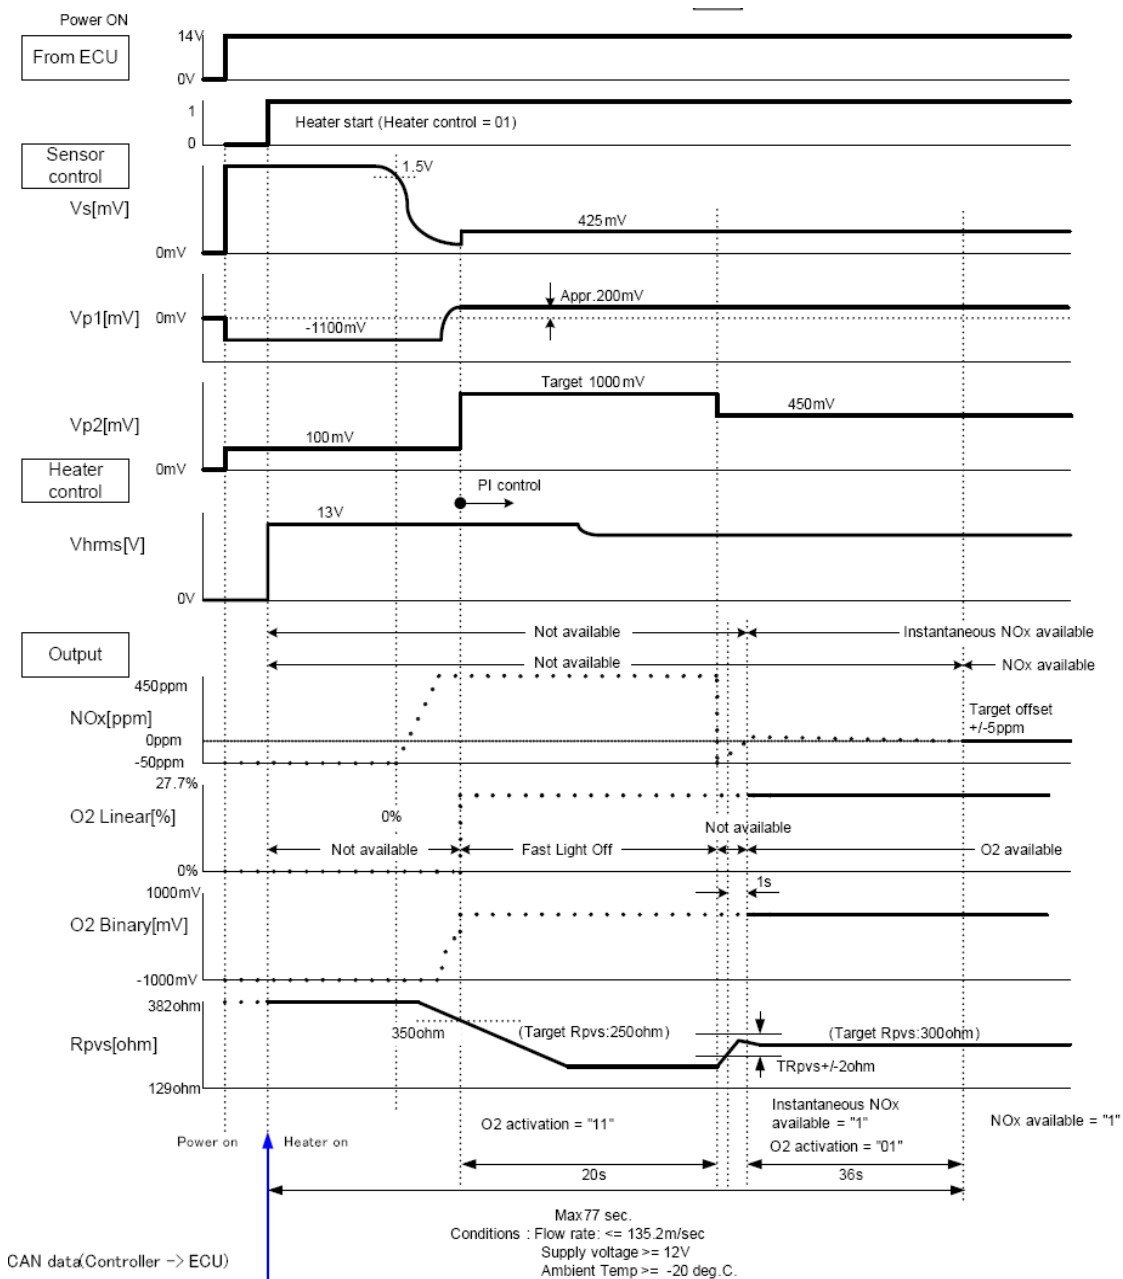 Power ON
From ECU
14V
0V
1
0
Heater start (Heater control = 01)
Sensor
control
Vs[mV]
1.5V
425mV
0mV
Vp1[mV]
0mV
-1100mV
Appr.200mV
Vp2[mV]
Target 1000mV
450mV
100mV
0mV
Heater
control
PI control
Vhrms[V]
13V
0V
Output
Not available
Instantaneous NOx available
Not available
NOx available
450ppm
NOx[ppm]
0ppm
-50ppm
Target offset
+/-5ppm
27.7%
O2 Linear[%]
0%
Not available
Not available
Fast Light Off
O2 available
0%
1s
1000mV
O2 Binary[mV]
-1000mV
382ohm
350ohm
(Target Rpvs:250ohm)
(Target Rpvs:300ohm)
Rpvs[ohm]
TRpvs+/-2ohm
129ohm
Power on
Heater on
O2 activation = "11"
Instantaneous NOx
available = "1"
O2 activation = "01"
NOx available = "1"
20s
36s
Max77 sec.
Conditions : Flow rate: <= 135.2m/sec
Supply voltage >= 12V
Ambient Temp >= -20 deg.C.
CAN data(Controller -> ECU)